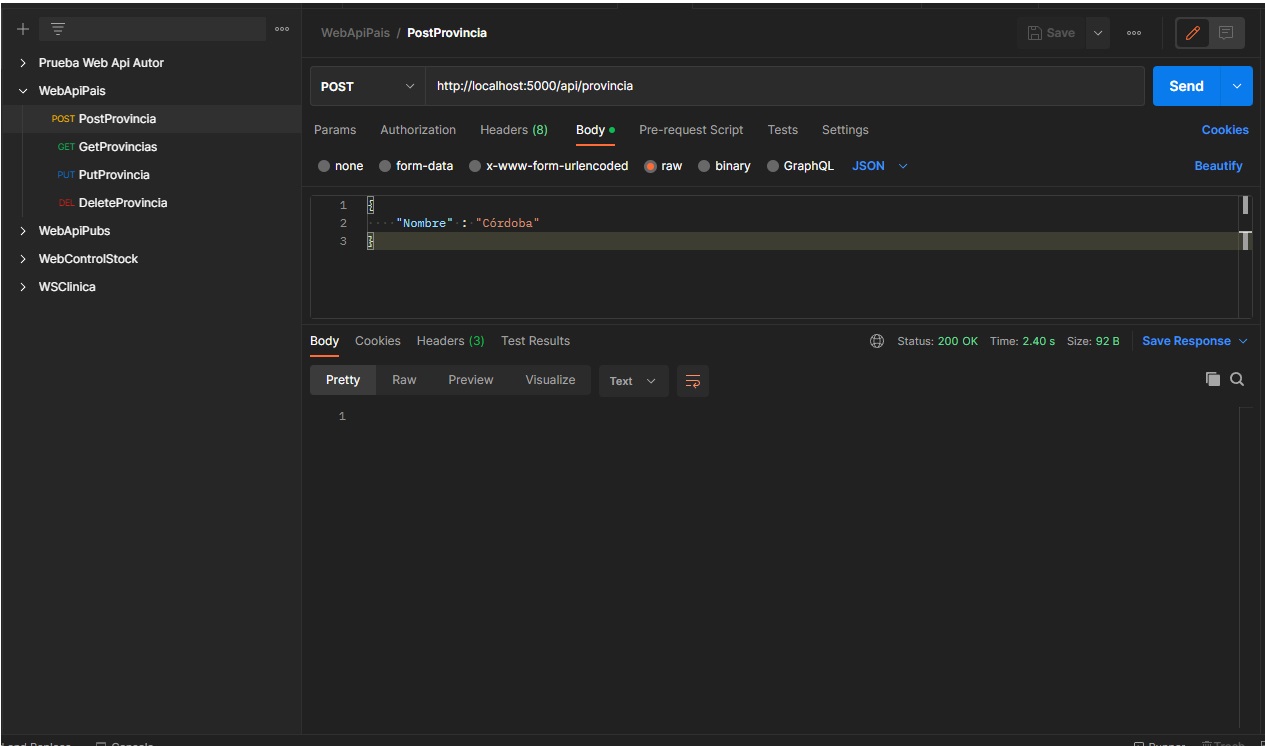 WebApiPais / PostProvincia
Save
Prueba Web Api Autor
WebApiPais
POST PostProvincia
GET GetProvincias
PUT PutProvincia
DEL DeleteProvincia
WebApiPubs
WebControlStock
WSClinica
POST http://localhost:5000/api/provincia Send
Params Authorization Headers (8) Body Pre-request Script Tests Settings Cookies
none form-data x-www-form-urlencoded raw binary GraphQL JSON Beautify
1 {
2 "Nombre" : "Córdoba"
3 }
Body Cookies Headers (3) Test Results Status: 200 OK Time: 2.40 s Size: 92 B Save Response
Pretty Raw Preview Visualize Text
1
Console Runner Trash